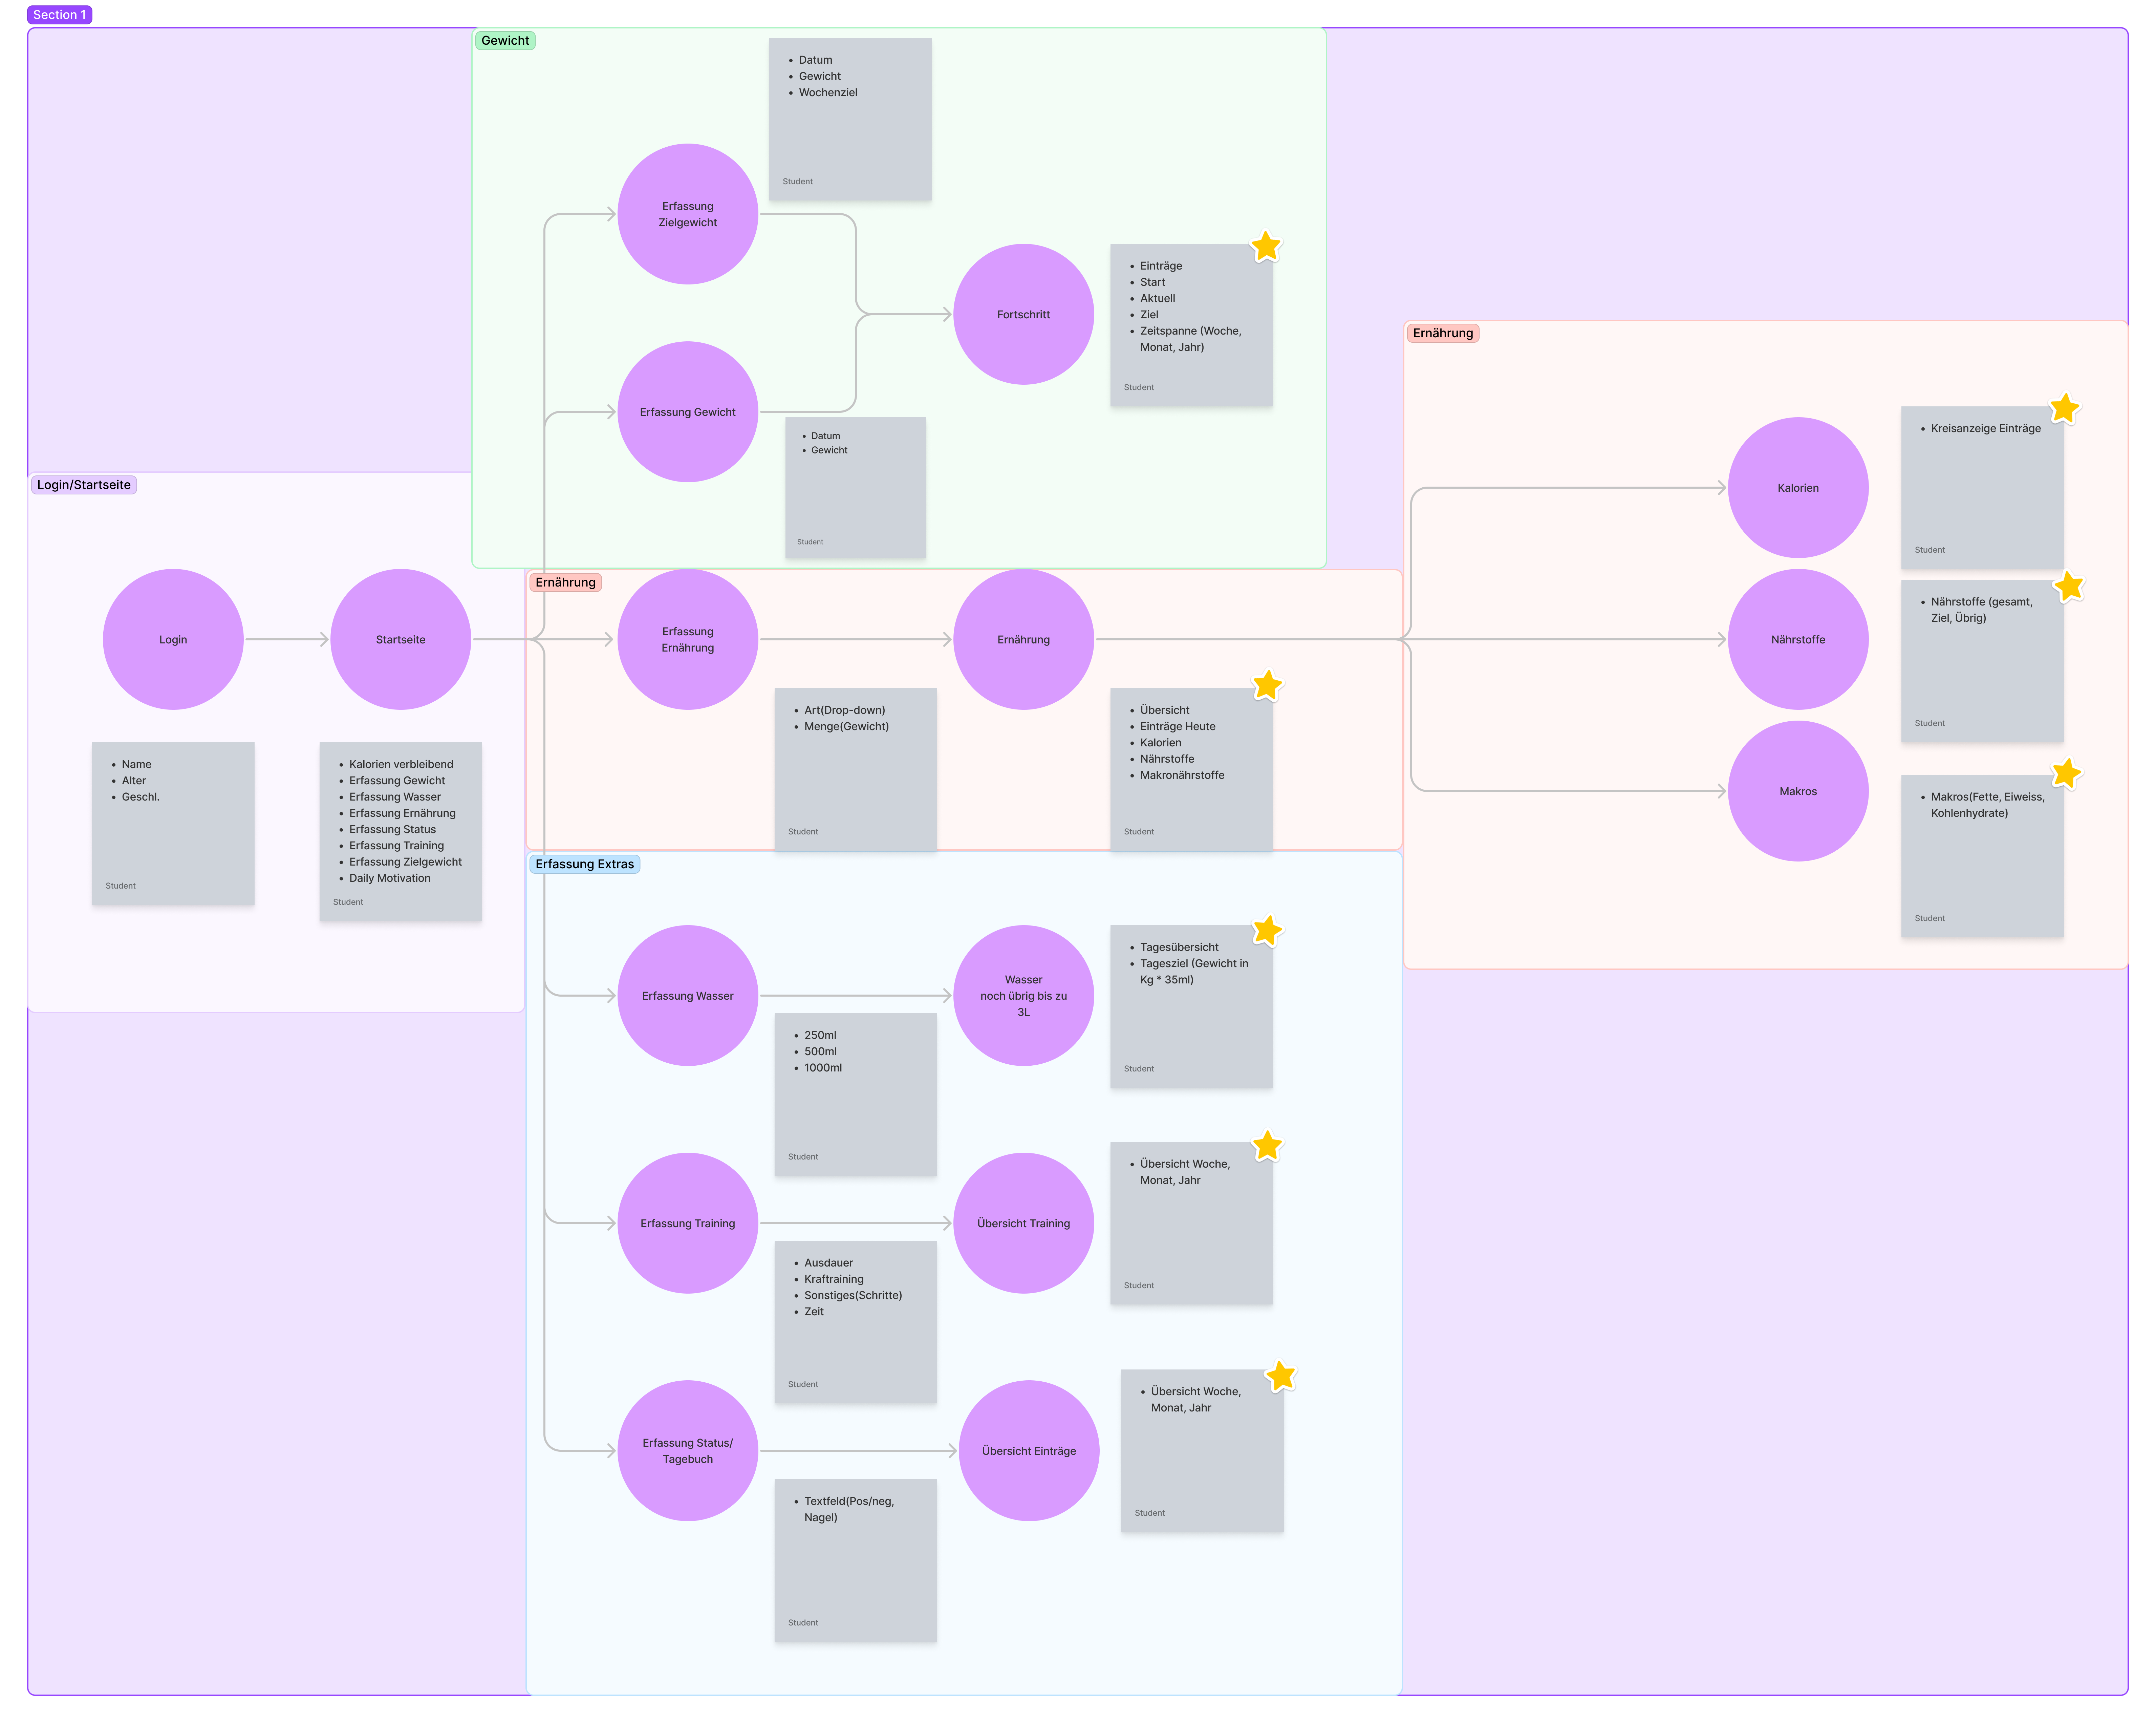 Section 1
Gewicht
Datum
Gewicht
Wochenziel
Student
Erfassung
Zielgewicht
Fortschritt
Einträge
Start
Aktuell
Ziel
Zeitspanne (Woche,
Monat, Jahr)
Student
Erfassung Gewicht
Datum
Gewicht
Student
Login/Startseite
Login
Startseite
Name
Alter
Geschl.
Student
Kalorien verbleibend
Erfassung Gewicht
Erfassung Wasser
Erfassung Ernährung
Erfassung Status
Erfassung Training
Erfassung Zielgewicht
Daily Motivation
Student
Ernährung
Erfassung
Ernährung
Ernährung
Art(Drop-down)
Menge(Gewicht)
Student
Übersicht
Einträge Heute
Kalorien
Nährstoffe
Makronährstoffe
Student
Ernährung
Kalorien
Kreisanzeige Einträge
Student
Nährstoffe
Nährstoffe (gesamt,
Ziel, Übrig)
Student
Makros
Makros(Fette, Eiweiss,
Kohlenhydrate)
Student
Erfassung Extras
Erfassung Wasser
Wasser
noch übrig bis zu
3L
Tagesübersicht
Tagesziel (Gewicht in
Kg * 35ml)
Student
250ml
500ml
1000ml
Student
Erfassung Training
Übersicht Training
Übersicht Woche,
Monat, Jahr
Student
Ausdauer
Kraftraining
Sonstiges(Schritte)
Zeit
Student
Erfassung Status/
Tagebuch
Übersicht Einträge
Übersicht Woche,
Monat, Jahr
Student
Textfeld(Pos/neg,
Nagel)
Student